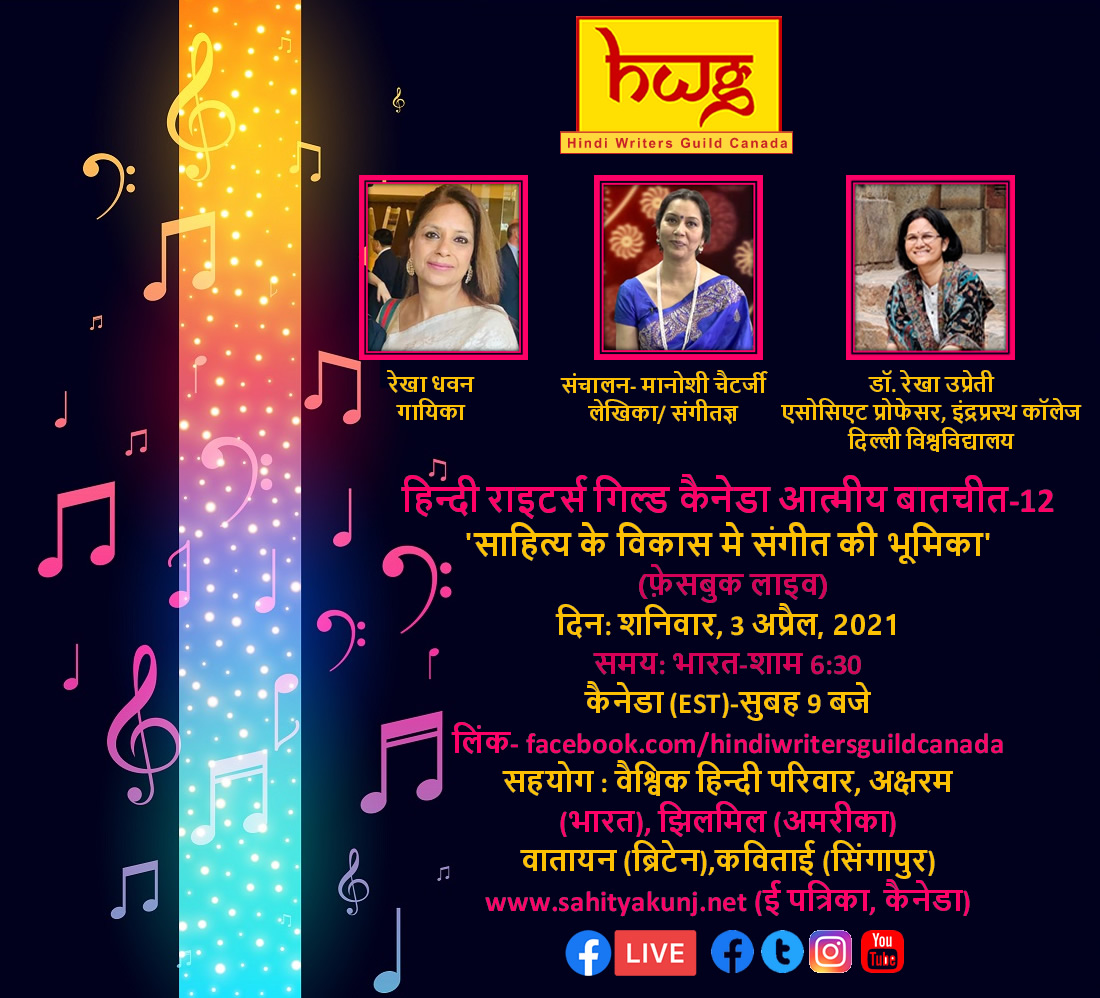 hwg
Hindi Writers Guild Canada
रेखा धवन
गायिका
संचालन- मानोशी चैटर्जी
लेखिका/ संगीतज्ञ
डॉ. रेखा उप्रेती
एसोसिएट प्रोफेसर, इंद्रप्रस्थ कॉलेज
दिल्ली विश्वविद्यालय
हिन्दी राइटर्स गिल्ड कैनेडा आत्मीय बातचीत-12
'साहित्य के विकास मे संगीत की भूमिका'
(फ़ेसबुक लाइव)
दिन: शनिवार, 3 अप्रैल, 2021
समय: भारत-शाम 6:30
कैनेडा (EST)-सुबह 9 बजे
लिंक- facebook.com/hindiwritersguildcanada
सहयोग : वैश्विक हिन्दी परिवार, अक्षरम
(भारत), झिलमिल (अमरीका)
वातायन (ब्रिटेन),कविताई (सिंगापुर)
www.sahityakunj.net (ई पत्रिका, कैनेडा)
LIVE
You
Tube